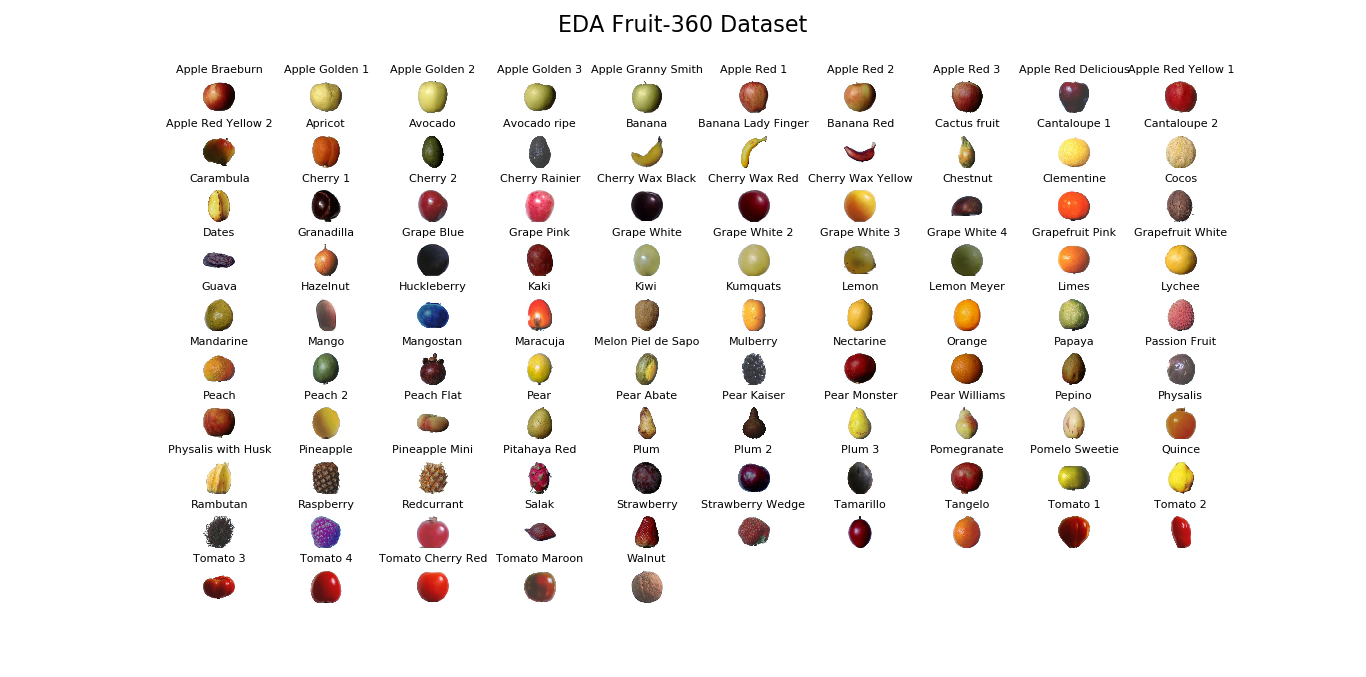 EDA Fruit-360 Dataset
Apple Braeburn Apple Golden 1 Apple Golden 2 Apple Golden 3 Apple Granny Smith Apple Red 1 Apple Red 2 Apple Red 3 Apple Red Delicious Apple Red Yellow 1
Apple Red Yellow 2 Apricot Avocado Avocado ripe Banana Banana Lady Finger Banana Red Cactus fruit Cantaloupe 1 Cantaloupe 2
Carambula Cherry 1 Cherry 2 Cherry Rainier Cherry Wax Black Cherry Wax Red Cherry Wax Yellow Chestnut Clementine Cocos
Dates Granadilla Grape Blue Grape Pink Grape White Grape White 2 Grape White 3 Grape White 4 Grapefruit Pink Grapefruit White
Guava Hazelnut Huckleberry Kaki Kiwi Kumquats Lemon Lemon Meyer Limes Lychee
Mandarine Mango Mangostan Maracuja Melon Piel de Sapo Mulberry Nectarine Orange Papaya Passion Fruit
Peach Peach 2 Peach Flat Pear Pear Abate Pear Kaiser Pear Monster Pear Williams Pepino Physalis
Physalis with Husk Pineapple Pineapple Mini Pitahaya Red Plum Plum 2 Plum 3 Pomegranate Pomelo Sweetie Quince
Rambutan Raspberry Redcurrant Salak Strawberry Strawberry Wedge Tamarillo Tangelo Tomato 1 Tomato 2
Tomato 3 Tomato 4 Tomato Cherry Red Tomato Maroon Walnut